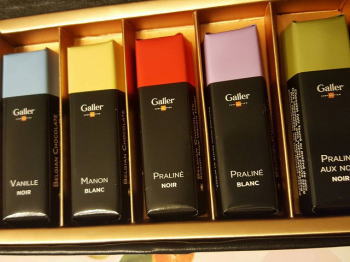 Galler
VANILLE
NOIR
BELGIAN CHOCOLATE
Galler
MANON
BLANC
BELGIAN CHOCOLATE
Galler
PRALINÉ
NOIR
Galler
PRALINÉ
BLANC
Galler
PRALIN
AUX NO
NOIR